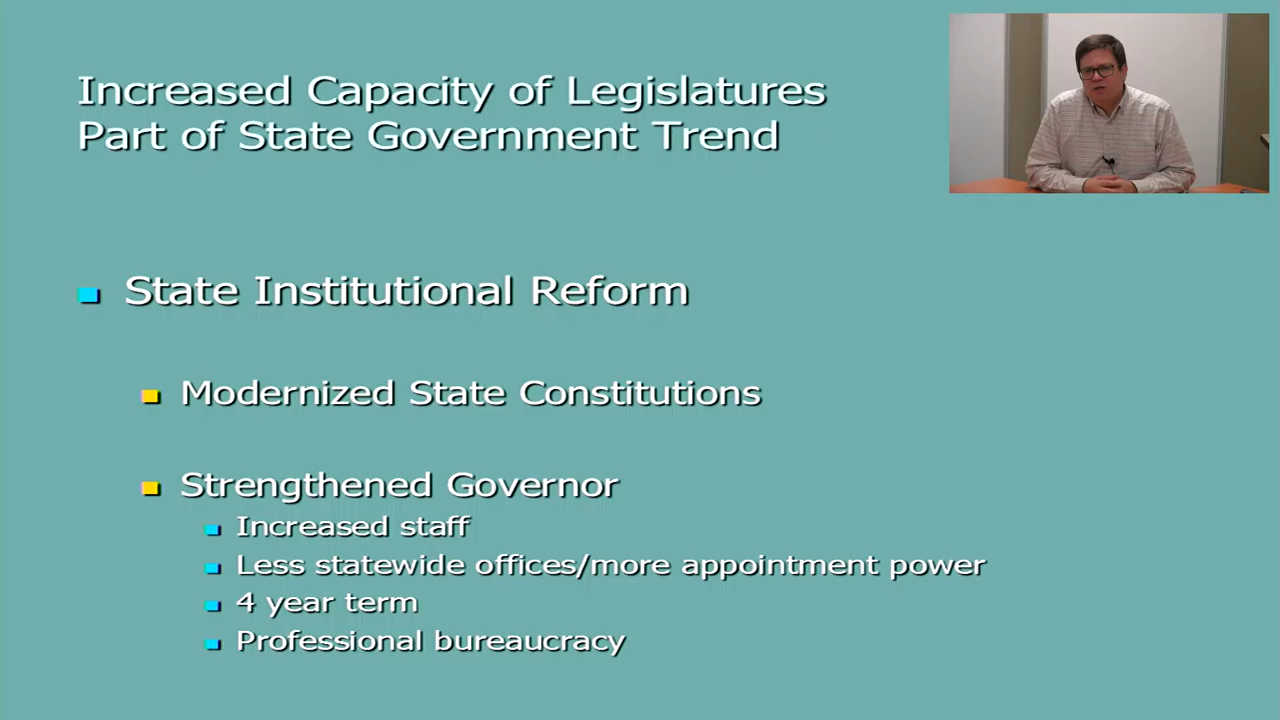 Increased Capacity of Legislatures
Part of State Government Trend
State Institutional Reform
Modernized State Constitutions
Strengthened Governor
Increased staff
Less statewide offices/more appointment power
4 year term
Professional bureaucracy